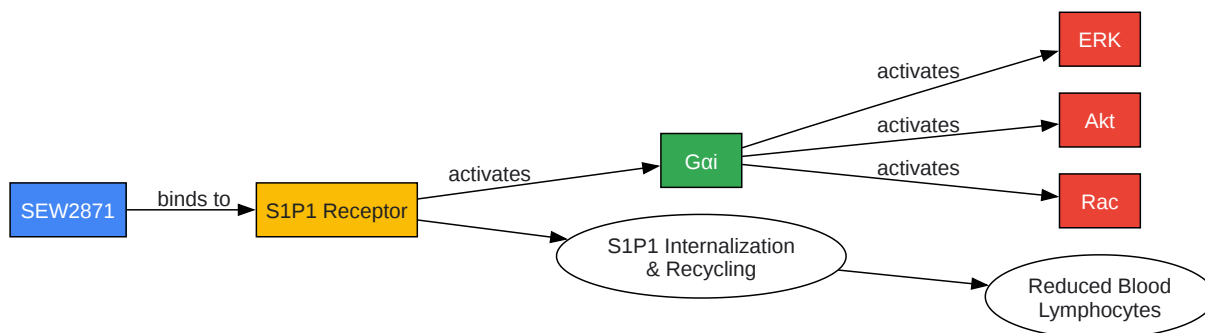 ERK
activates
Akt
activates
Gαi
activates
activates
Rac
SEW2871
binds to
S1P1 Receptor
S1P1 Internalization
& Recycling
Reduced Blood
Lymphocytes